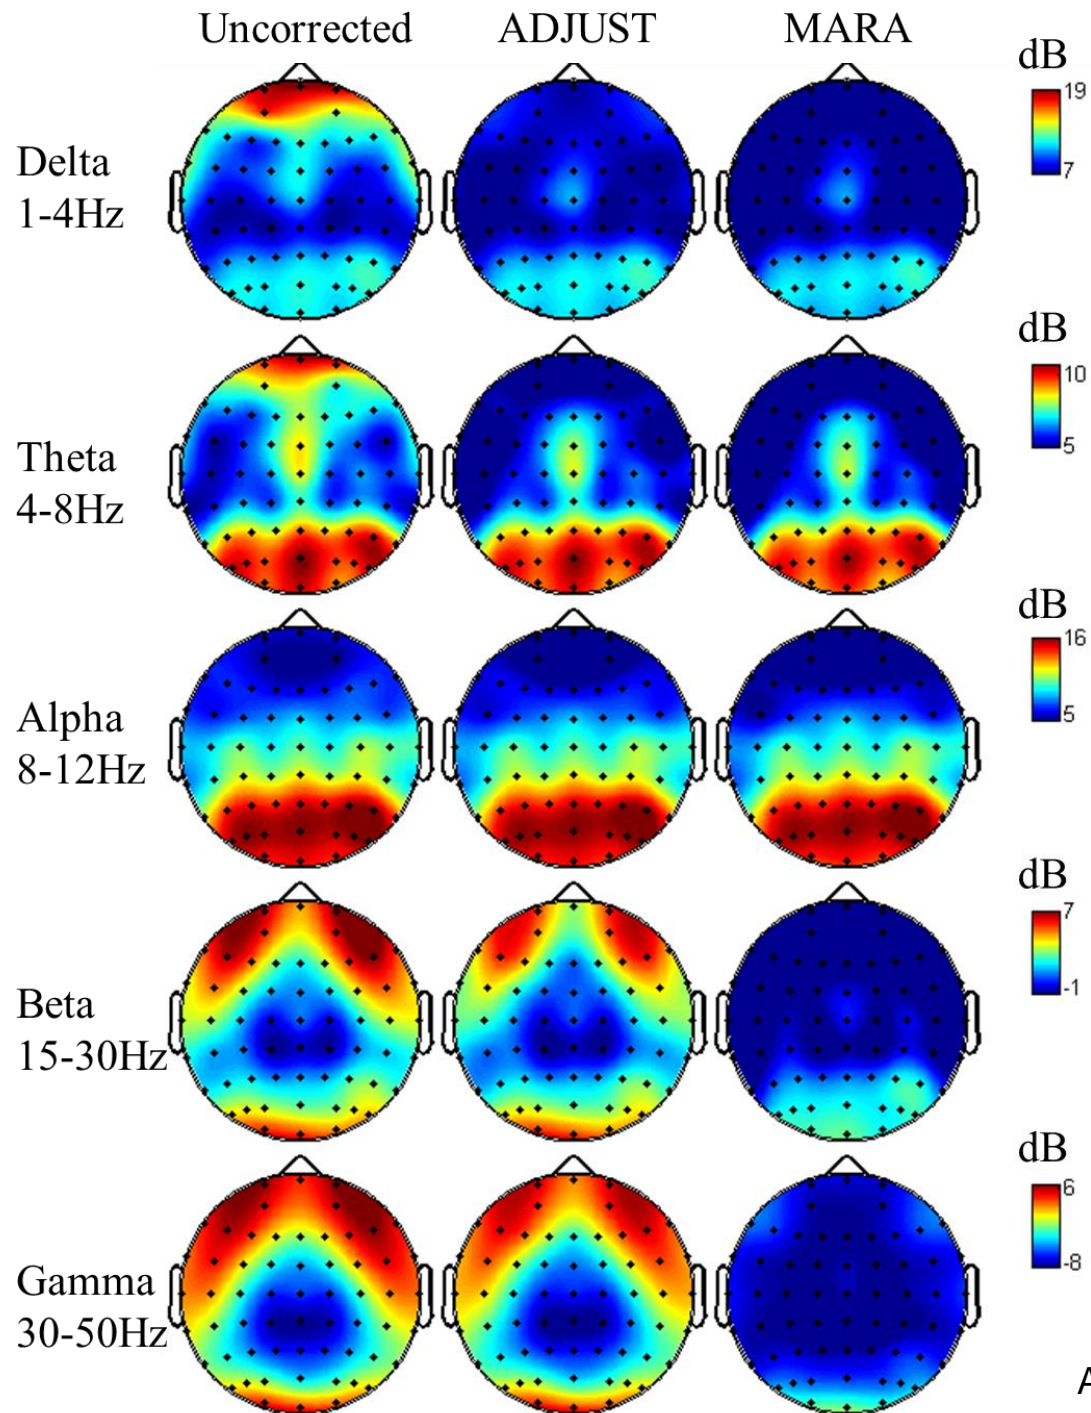 Uncorrected ADJUST MARA
dB
19
7
Delta
1-4Hz
dB
10
5
Theta
4-8Hz
dB
16
5
Alpha
8-12Hz
dB
7
-1
Beta
15-30Hz
dB
6
-8
Gamma
30-50Hz
A